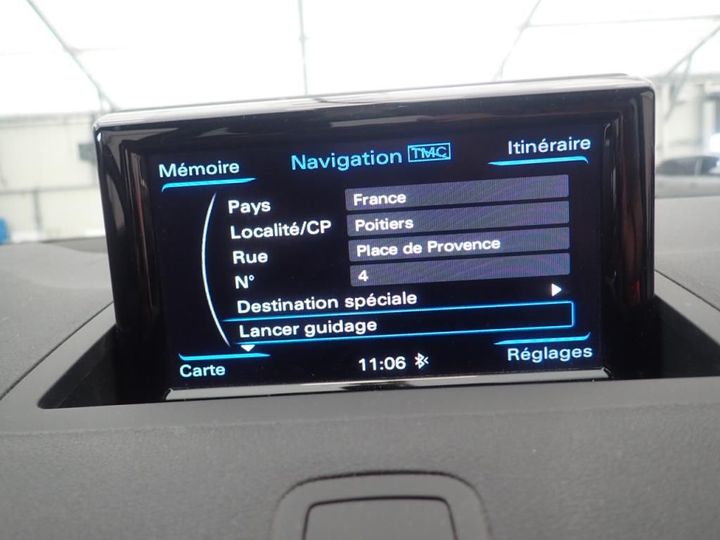 Mémoire
Navigation TMC
Itinéraire
Pays France
Localité/CP Poitiers
Rue Place de Provence
N° 4
Destination spéciale
Lancer guidage
Carte
11:06
Réglages